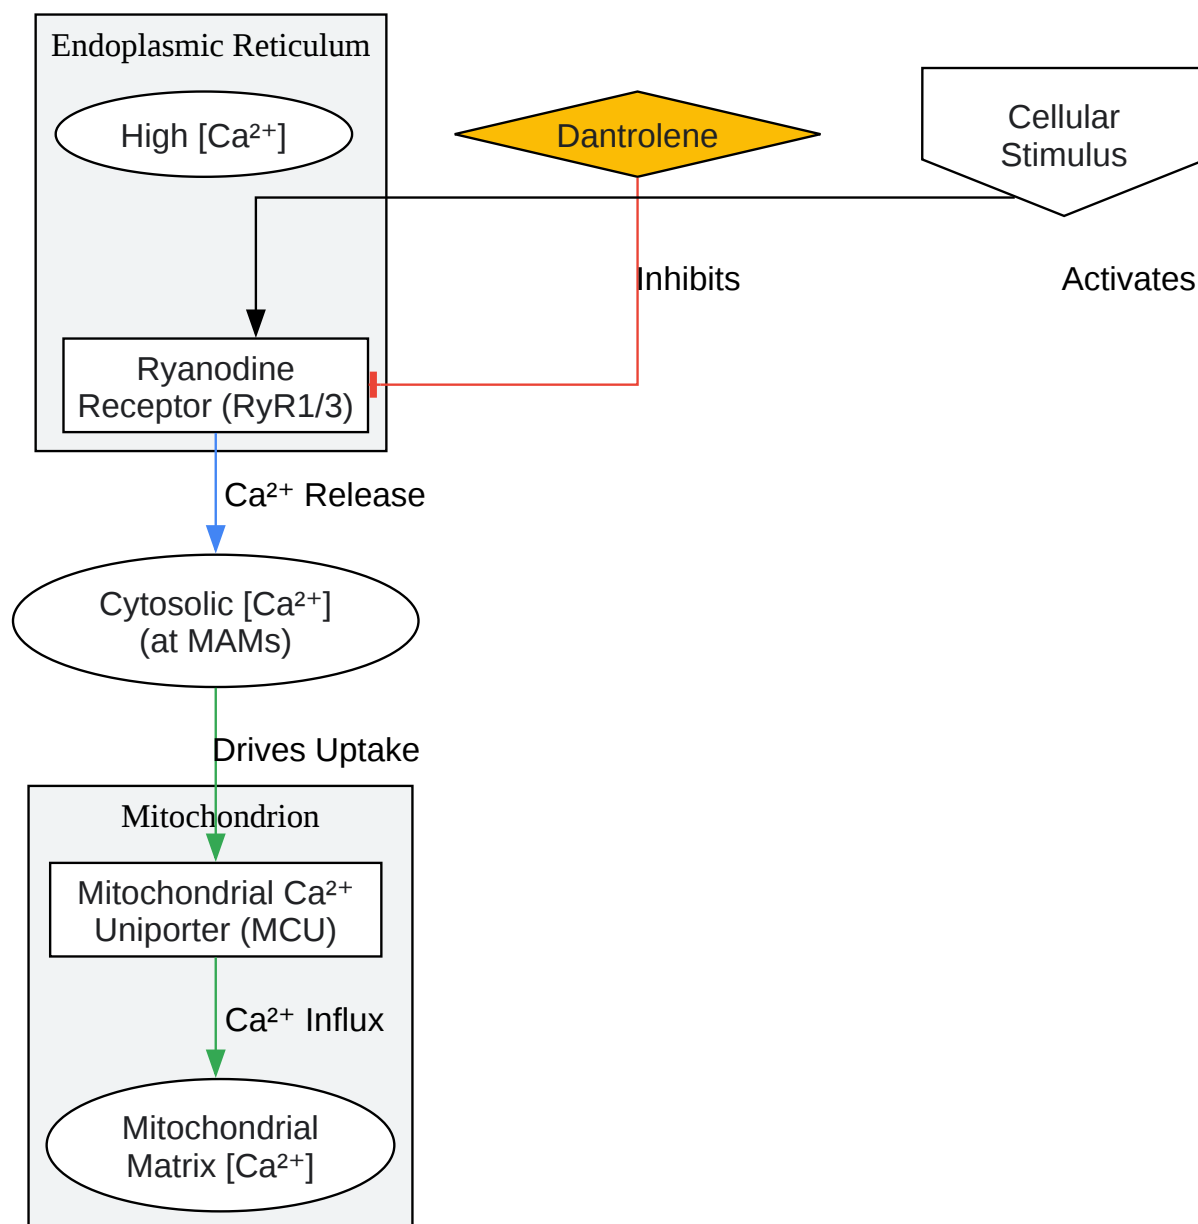 Endoplasmic Reticulum
High [Ca²⁺]
Dantrolene
Cellular
Stimulus
Inhibits
Activates
Ryanodine
Receptor (RyR1/3)
Ca²⁺ Release
Cytosolic [Ca²⁺]
(at MAMs)
Drives Uptake
Mitochondrion
Mitochondrial Ca²⁺
Uniporter (MCU)
Ca²⁺ Influx
Mitochondrial
Matrix [Ca²⁺]